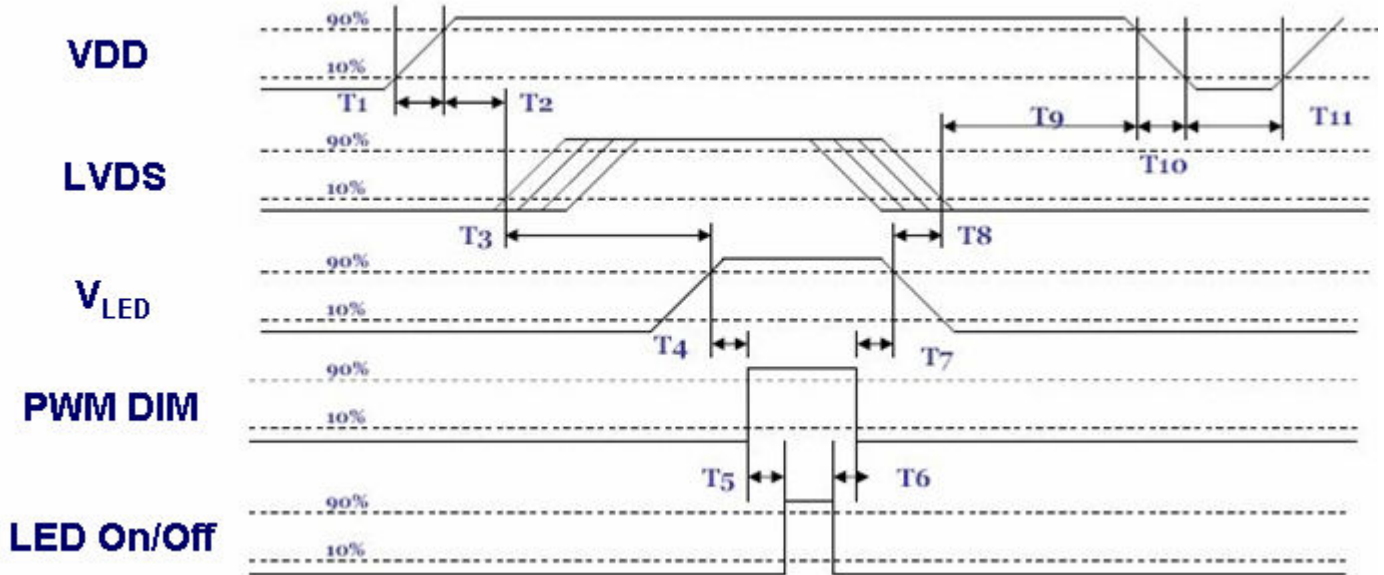 90%
VDD
10%
T1
T2
T9
T11
90%
T10
LVDS
10%
T3
T8
90%
VLED
10%
T4
T7
90%
PWM DIM
10%
T5
T6
90%
LED On/Off
10%